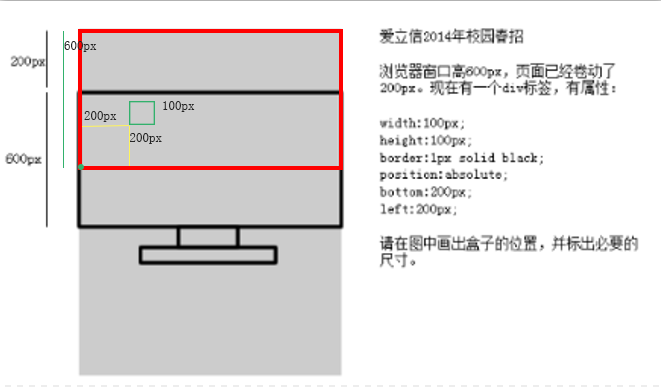 600px
200px
200px
100px
200px
600px
爱立信2014年校园春招
浏览器窗口高600px，页面已经卷动了
200px。现在有一个div标签，有属性：
width:100px;
height:100px;
border:1px solid black;
position:absolute;
bottom:200px;
left:200px;
请在图中画出盒子的位置，并标出必要的
尺寸。